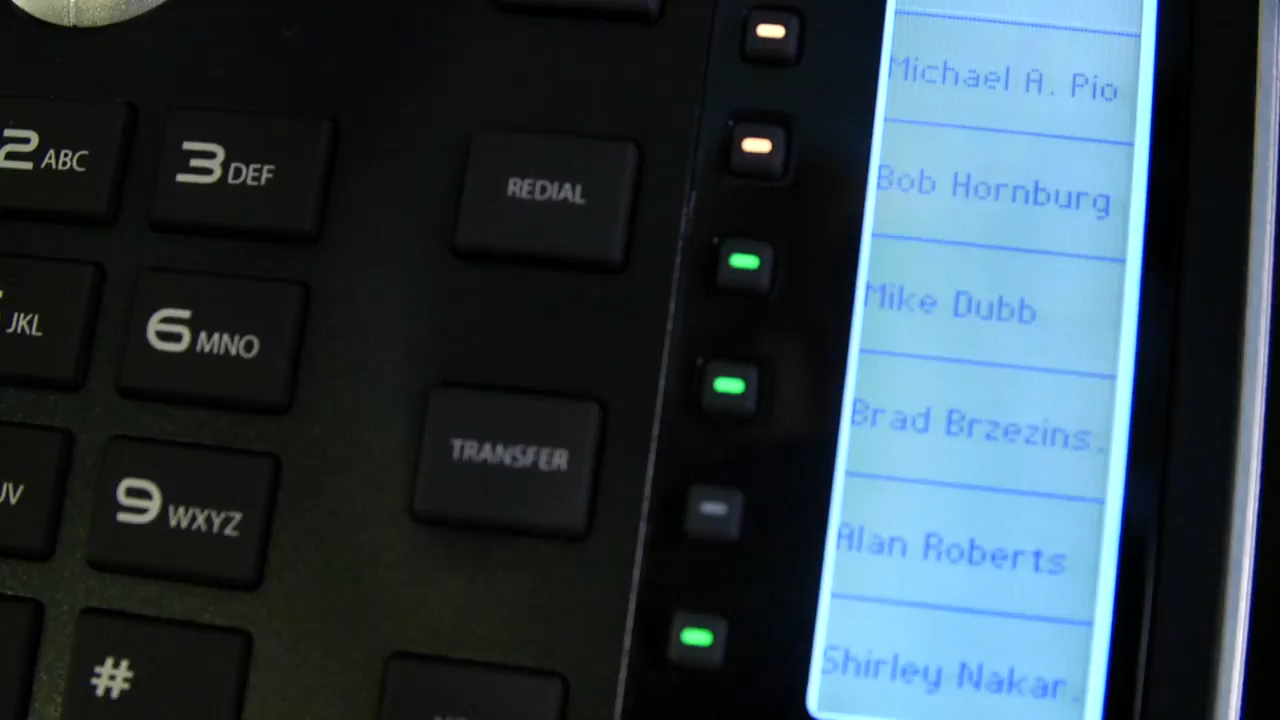 2 ABC
3 DEF
REDIAL
JKL
6 MNO
TRANSFER
9 WXYZ
#
Michael A. Pio
Bob Hornburg
Mike Dubb
Brad Brzezins.
Alan Roberts
Shirley Nakar.